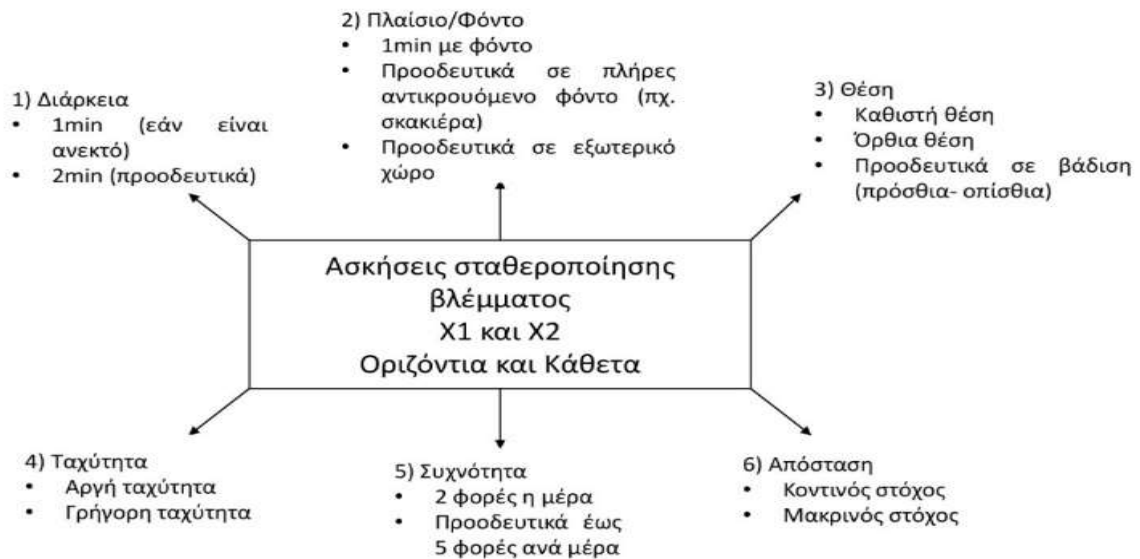 1) Διάρκεια
• 1min (εάν είναι
ανεκτό)
• 2min (προοδευτικά)
2) Πλαίσιο/Φόντο
• 1min με φόντο
• Προοδευτικά σε πλήρες
αντικρουόμενο φόντο (πχ.
σκακιέρα)
• Προοδευτικά σε εξωτερικό
χώρο
3) Θέση
• Καθιστή θέση
• Όρθια θέση
• Προοδευτικά σε βάδιση
(πρόσθια- οπίσθια)
Ασκήσεις σταθεροποίησης
βλέμματος
Χ1 και Χ2
Οριζόντια και Κάθετα
4) Ταχύτητα
• Αργή ταχύτητα
• Γρήγορη ταχύτητα
5) Συχνότητα
• 2 φορές η μέρα
• Προοδευτικά έως
5 φορές ανά μέρα
6) Απόσταση
• Κοντινός στόχος
• Μακρινός στόχος